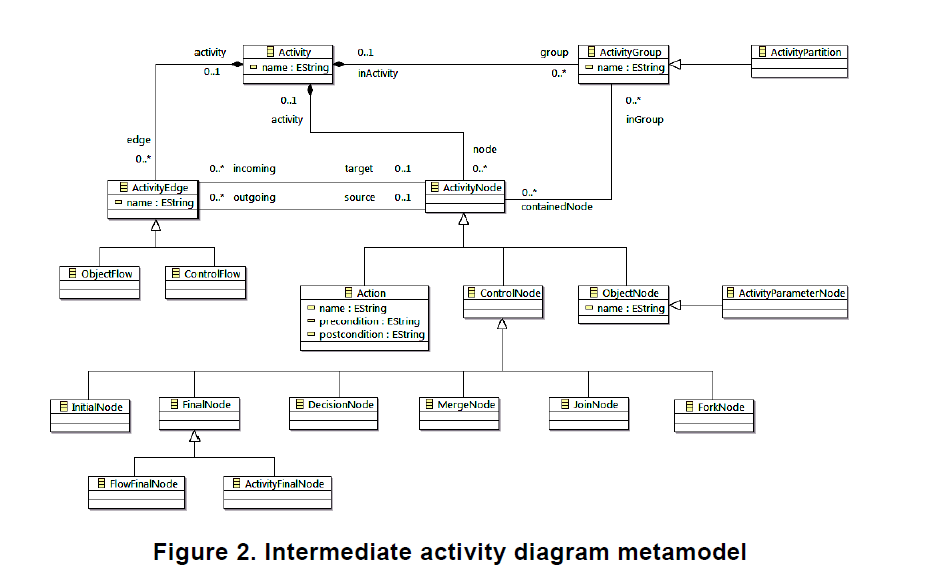 Activity
name : EString
activity
0..1
0..1
inActivity
group
0..*
ActivityGroup
name : EString
ActivityPartition
0..1
activity
0..*
inGroup
edge
0..*
node
0..*
ActivityEdge
name : EString
0..* incoming target 0..1
0..* outgoing source 0..1
ActivityNode
0..*
containedNode
ObjectFlow
ControlFlow
Action
name : EString
precondition : EString
postcondition : EString
ControlNode
ObjectNode
name : EString
ActivityParameterNode
InitialNode
FinalNode
DecisionNode
MergeNode
JoinNode
ForkNode
FlowFinalNode
ActivityFinalNode
Figure 2. Intermediate activity diagram metamodel